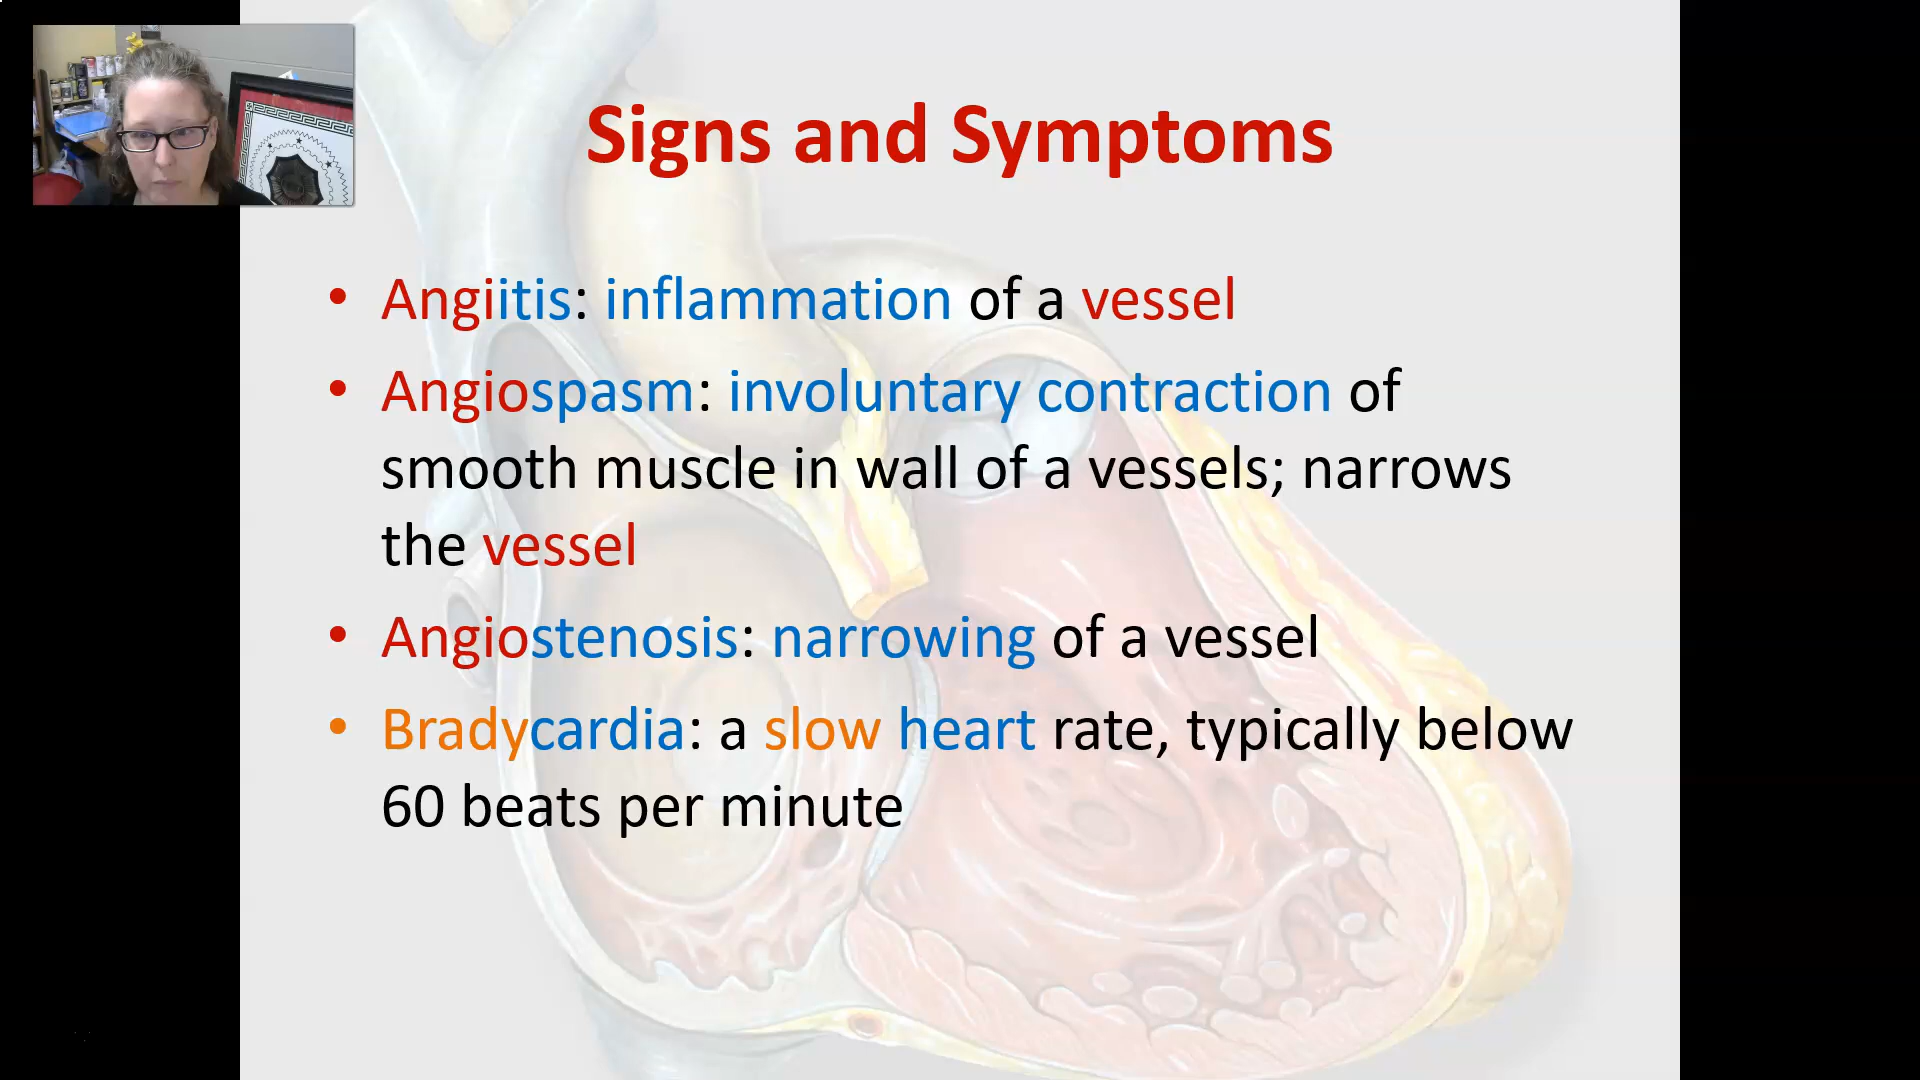 Signs and Symptoms
• Angiitis: inflammation of a vessel
• Angiospasm: involuntary contraction of
smooth muscle in wall of a vessels; narrows
the vessel
• Angiostenosis: narrowing of a vessel
• Bradycardia: a slow heart rate, typically below
60 beats per minute